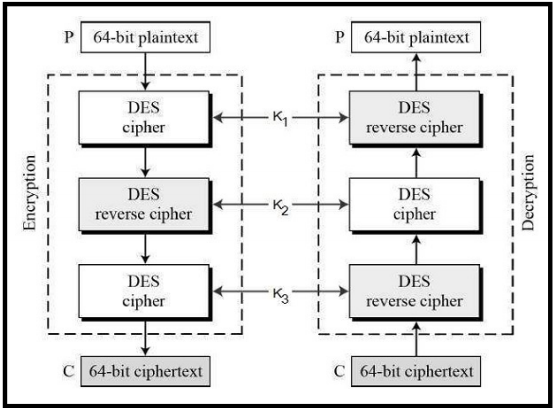 P 64-bit plaintext
P 64-bit plaintext
Encryption
DES
cipher
K1
DES
reverse cipher
DES
reverse cipher
K2
DES
cipher
DES
cipher
K3
DES
reverse cipher
Decryption
C 64-bit ciphertext
C 64-bit ciphertext